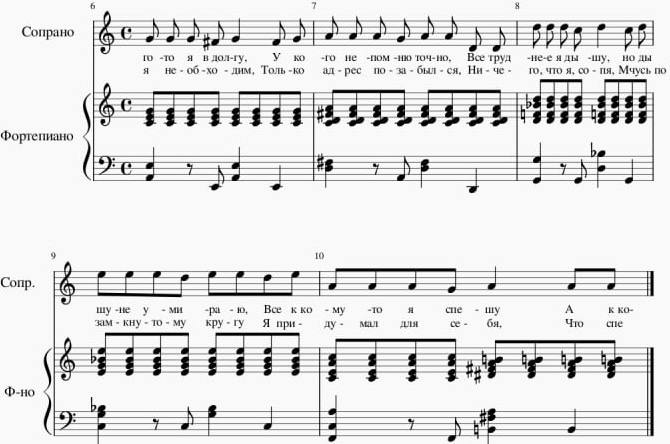 6 7 8
Сопрано
го - то я в дол-гу, У ко -го не -пом-ню точ-но, Все труд -не-е я ды -шу, но ды
я не -об -хо - дим, Толь-ко ад - рес по - за - был - ся, Ни - че - го, что я, со - пя, Мчусь по
Фортепиано
9 10
Сопр.
шу -не у - ми -ра - ю, Все к ко - му -то я спе - шу А к ко-
зам - кну - то - му кру - гу Я при - ду - мал для се - бя, Что спе
Ф-но